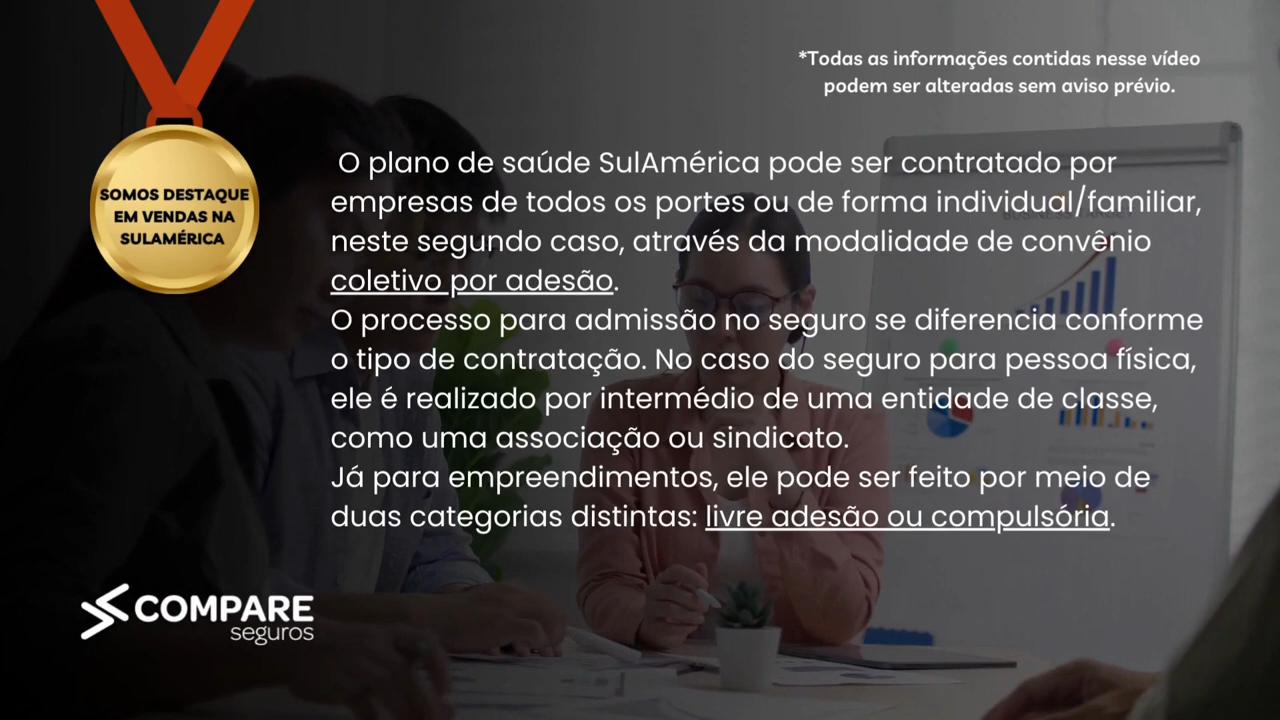 *Todas as informações contidas nesse vídeo
podem ser alteradas sem aviso prévio.
SOMOS DESTAQUE
EM VENDAS NA
SULAMÉRICA
O plano de saúde SulAmérica pode ser contratado por
empresas de todos os portes ou de forma individual/familiar,
neste segundo caso, através da modalidade de convênio
coletivo por adesão.
O processo para admissão no seguro se diferencia conforme
o tipo de contratação. No caso do seguro para pessoa física,
ele é realizado por intermédio de uma entidade de classe,
como uma associação ou sindicato.
Já para empreendimentos, ele pode ser feito por meio de
duas categorias distintas: livre adesão ou compulsória.
COMPARE
seguros